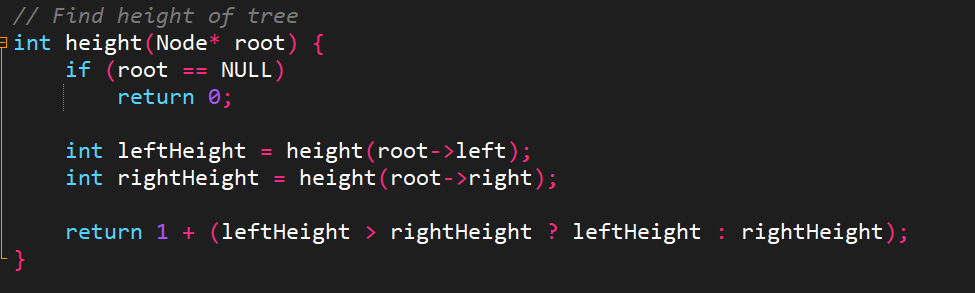 // Find height of tree
int height(Node* root) {
    if (root == NULL)
        return 0;

    int leftHeight = height(root->left);
    int rightHeight = height(root->right);

    return 1 + (leftHeight > rightHeight ? leftHeight : rightHeight);
}